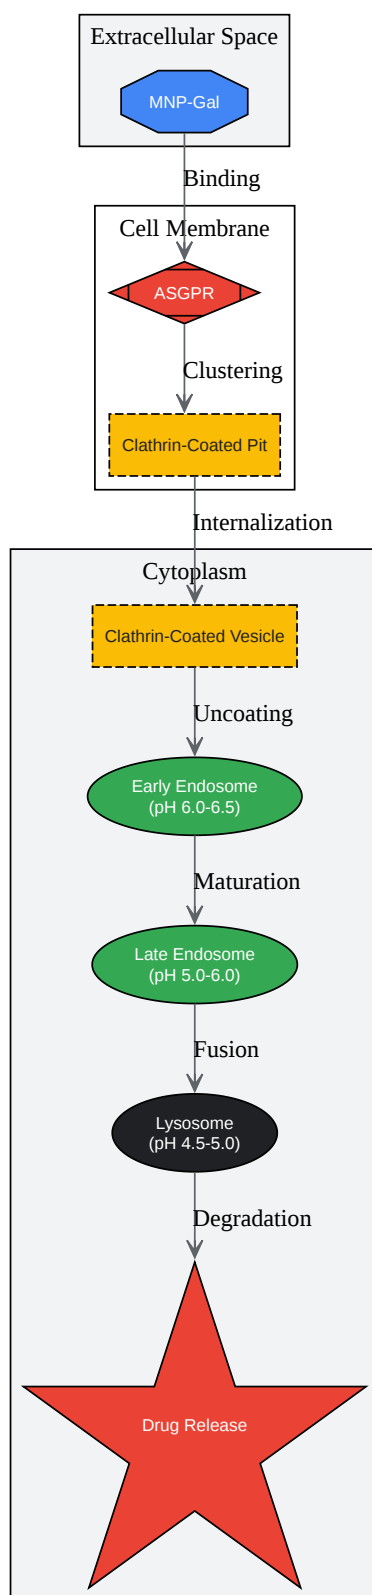 Extracellular Space
MNP-Gal
Binding
Cell Membrane
ASGPR
Clustering
Clathrin-Coated Pit
Internalization
Cytoplasm
Clathrin-Coated Vesicle
Uncoating
Early Endosome
(pH 6.0-6.5)
Maturation
Late Endosome
(pH 5.0-6.0)
Fusion
Lysosome
(pH 4.5-5.0)
Degradation
Drug Release